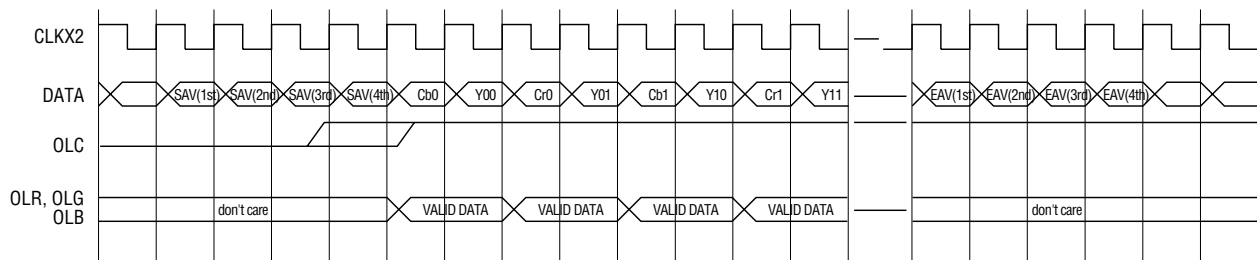 CLKX2
DATA SAV(1st) SAV(2nd) SAV(3rd) SAV(4th) Cb0 Y00 Cr0 Y01 Cb1 Y10 Cr1 Y11 EAV(1st) EAV(2nd) EAV(3rd) EAV(4th)
OLC
OLR, OLG
OLB don't care VALID DATA VALID DATA VALID DATA VALID DATA don't care